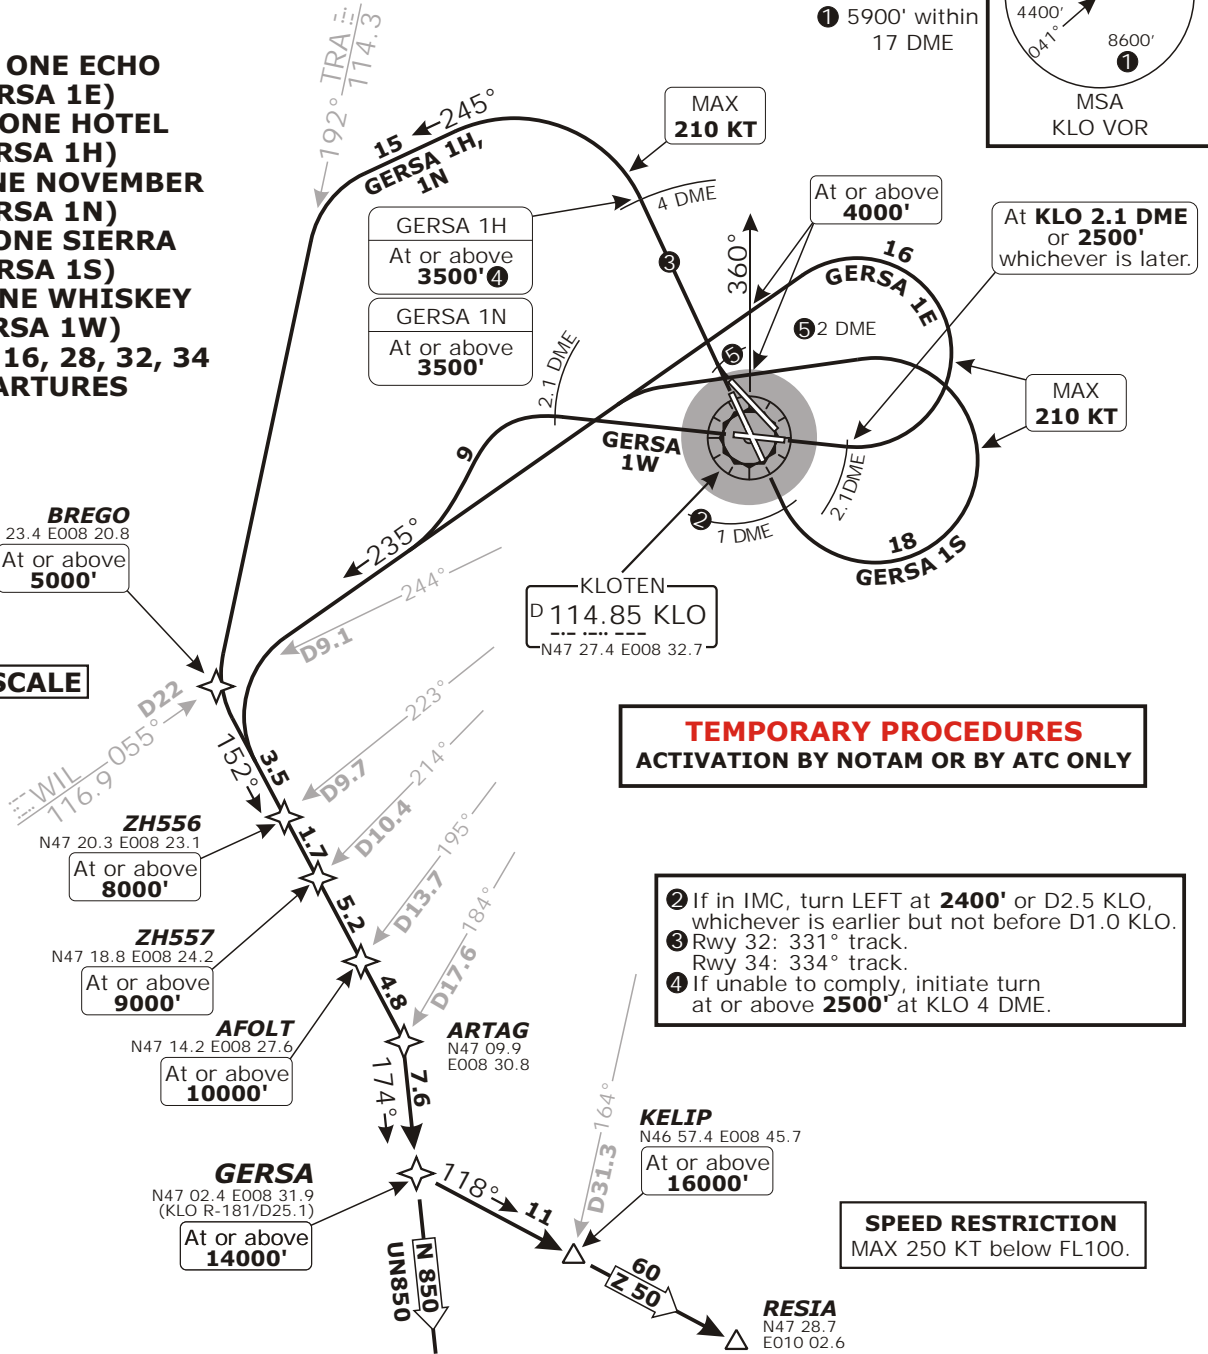 ONE ECHO
RSA 1E)
ONE HOTEL
RSA 1H)
NE NOVEMBER
RSA 1N)
ONE SIERRA
RSA 1S)
NE WHISKEY
RSA 1W)
16, 28, 32, 34
ARTURES
192° TRA
114.3
❶ 5900' within
17 DME
4400'
041°
8600'
❶
MSA
KLO VOR
15
245°
GERSA 1H,
1N
MAX
210 KT
4 DME
GERSA 1H
At or above
3500' ❹
GERSA 1N
At or above
3500'
❸
360°
At or above
4000'
At KLO 2.1 DME
or 2500'
whichever is later.
16
GERSA 1E
❺ 2 DME
❺
2.1 DME
9
GERSA
1W
MAX
210 KT
2.1 DME
❷ 1 DME
18
GERSA 1S
235°
KLOTEN
D 114.85 KLO
N47 27.4 E008 32.7
BREGO
23.4 E008 20.8
At or above
5000'
244°
D9.1
SCALE
D22
055°
WIL
116.9
152°
3.5
223°
D9.7
TEMPORARY PROCEDURES
ACTIVATION BY NOTAM OR BY ATC ONLY
ZH556
N47 20.3 E008 23.1
At or above
8000'
1.7
214°
D10.4
ZH557
N47 18.8 E008 24.2
At or above
9000'
5.2
195°
D13.7
❷ If in IMC, turn LEFT at 2400' or D2.5 KLO,
whichever is earlier but not before D1.0 KLO.
❸ Rwy 32: 331° track.
Rwy 34: 334° track.
❹ If unable to comply, initiate turn
at or above 2500' at KLO 4 DME.
AFOLT
N47 14.2 E008 27.6
At or above
10000'
4.8
184°
D17.6
ARTAG
N47 09.9
E008 30.8
174°
7.6
164°
D31.3
KELIP
N46 57.4 E008 45.7
At or above
16000'
GERSA
N47 02.4 E008 31.9
(KLO R-181/D25.1)
At or above
14000'
118°
11
SPEED RESTRICTION
MAX 250 KT below FL100.
N 850
UN850
60
Z 50
RESIA
N47 28.7
E010 02.6